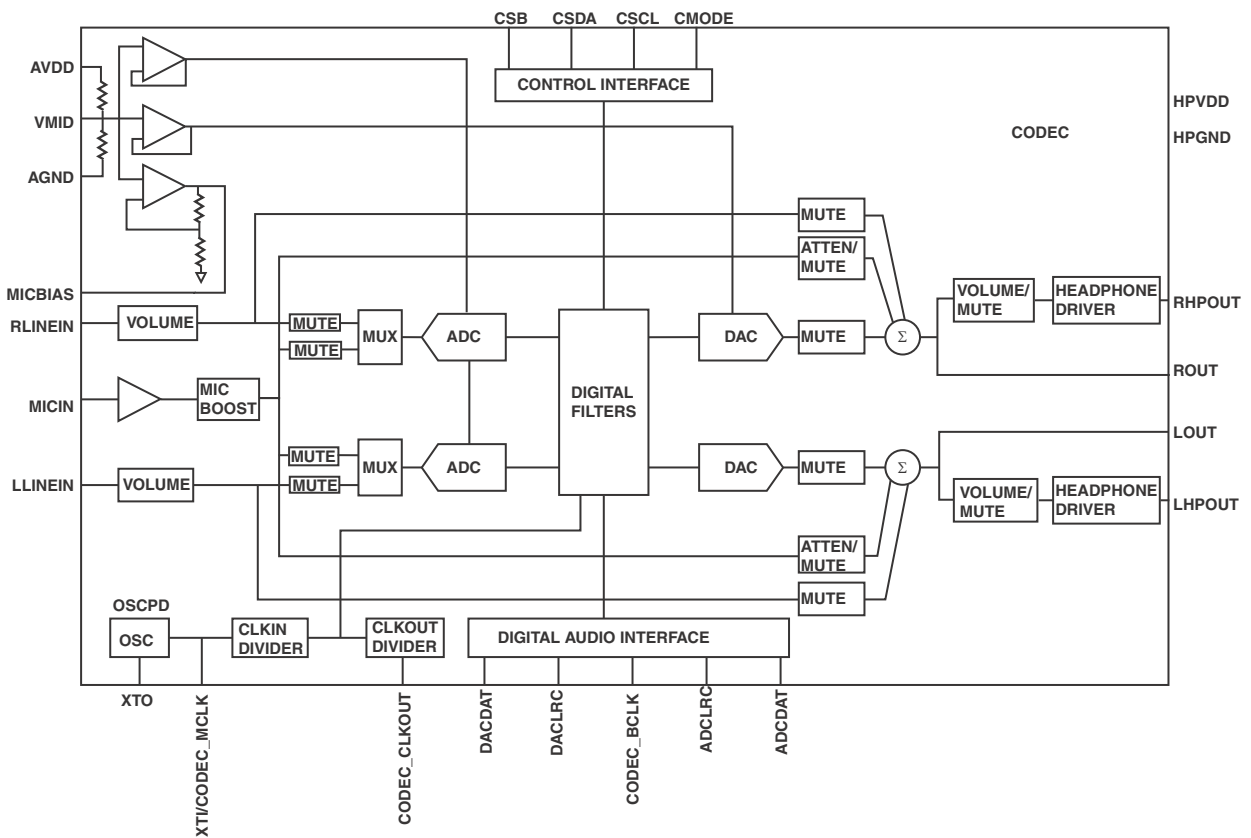 CSB CSDA CSCL CMODE
AVDD
CONTROL INTERFACE
HPVDD
VMID
CODEC
HPGND
AGND
MUTE
ATTEN/
MUTE
MICBIAS
VOLUME/
MUTE
HEADPHONE
DRIVER
RHPOUT
RLINEIN
VOLUME
MUTE
MUTE
MUX
ADC
DIGITAL
FILTERS
DAC
MUTE
Σ
ROUT
MICIN
MIC
BOOST
LOUT
LLINEIN
VOLUME
MUTE
MUTE
MUX
ADC
DAC
MUTE
Σ
VOLUME/
MUTE
HEADPHONE
DRIVER
LHPOUT
ATTEN/
MUTE
MUTE
OSCPD
OSC
CLKIN
DIVIDER
CLKOUT
DIVIDER
DIGITAL AUDIO INTERFACE
XTO
XTI/CODEC_MCLK
CODEC_CLKOUT
DACDAT
DACLRC
CODEC_BCLK
ADCLRC
ADCDAT